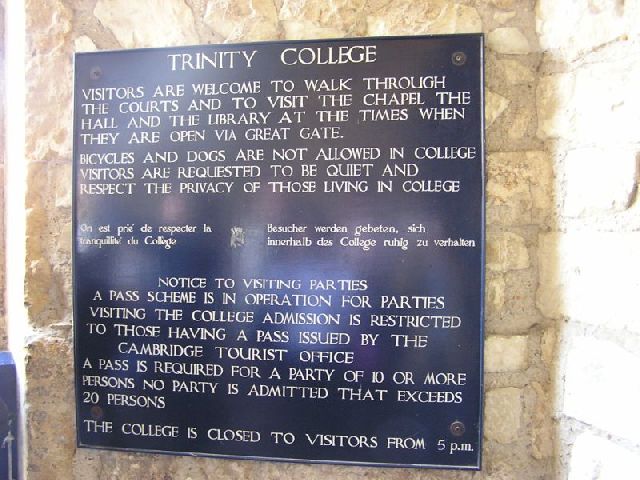 TRINITY COLLEGE
VISITORS ARE WELCOME TO WALK THROUGH
THE COURTS AND TO VISIT THE CHAPEL THE
HALL AND THE LIBRARY AT THE TIMES WHEN
THEY ARE OPEN VIA GREAT GATE.
BICYCLES AND DOGS ARE NOT ALLOWED IN COLLEGE
VISITORS ARE REQUESTED TO BE QUIET AND
RESPECT THE PRIVACY OF THOSE LIVING IN COLLEGE
On est prié de respecter la
tranquillité du Collège
Besucher werden gebeten, sich
innerhalb des College ruhig zu verhalten
NOTICE TO VISITING PARTIES
A PASS SCHEME IS IN OPERATION FOR PARTIES
VISITING THE COLLEGE ADMISSION IS RESTRICTED
TO THOSE HAVING A PASS ISSUED BY THE
CAMBRIDGE TOURIST OFFICE
A PASS IS REQUIRED FOR A PARTY OF 10 OR MORE
PERSONS NO PARTY IS ADMITTED THAT EXCEEDS
20 PERSONS
THE COLLEGE IS CLOSED TO VISITORS FROM 5 p.m.